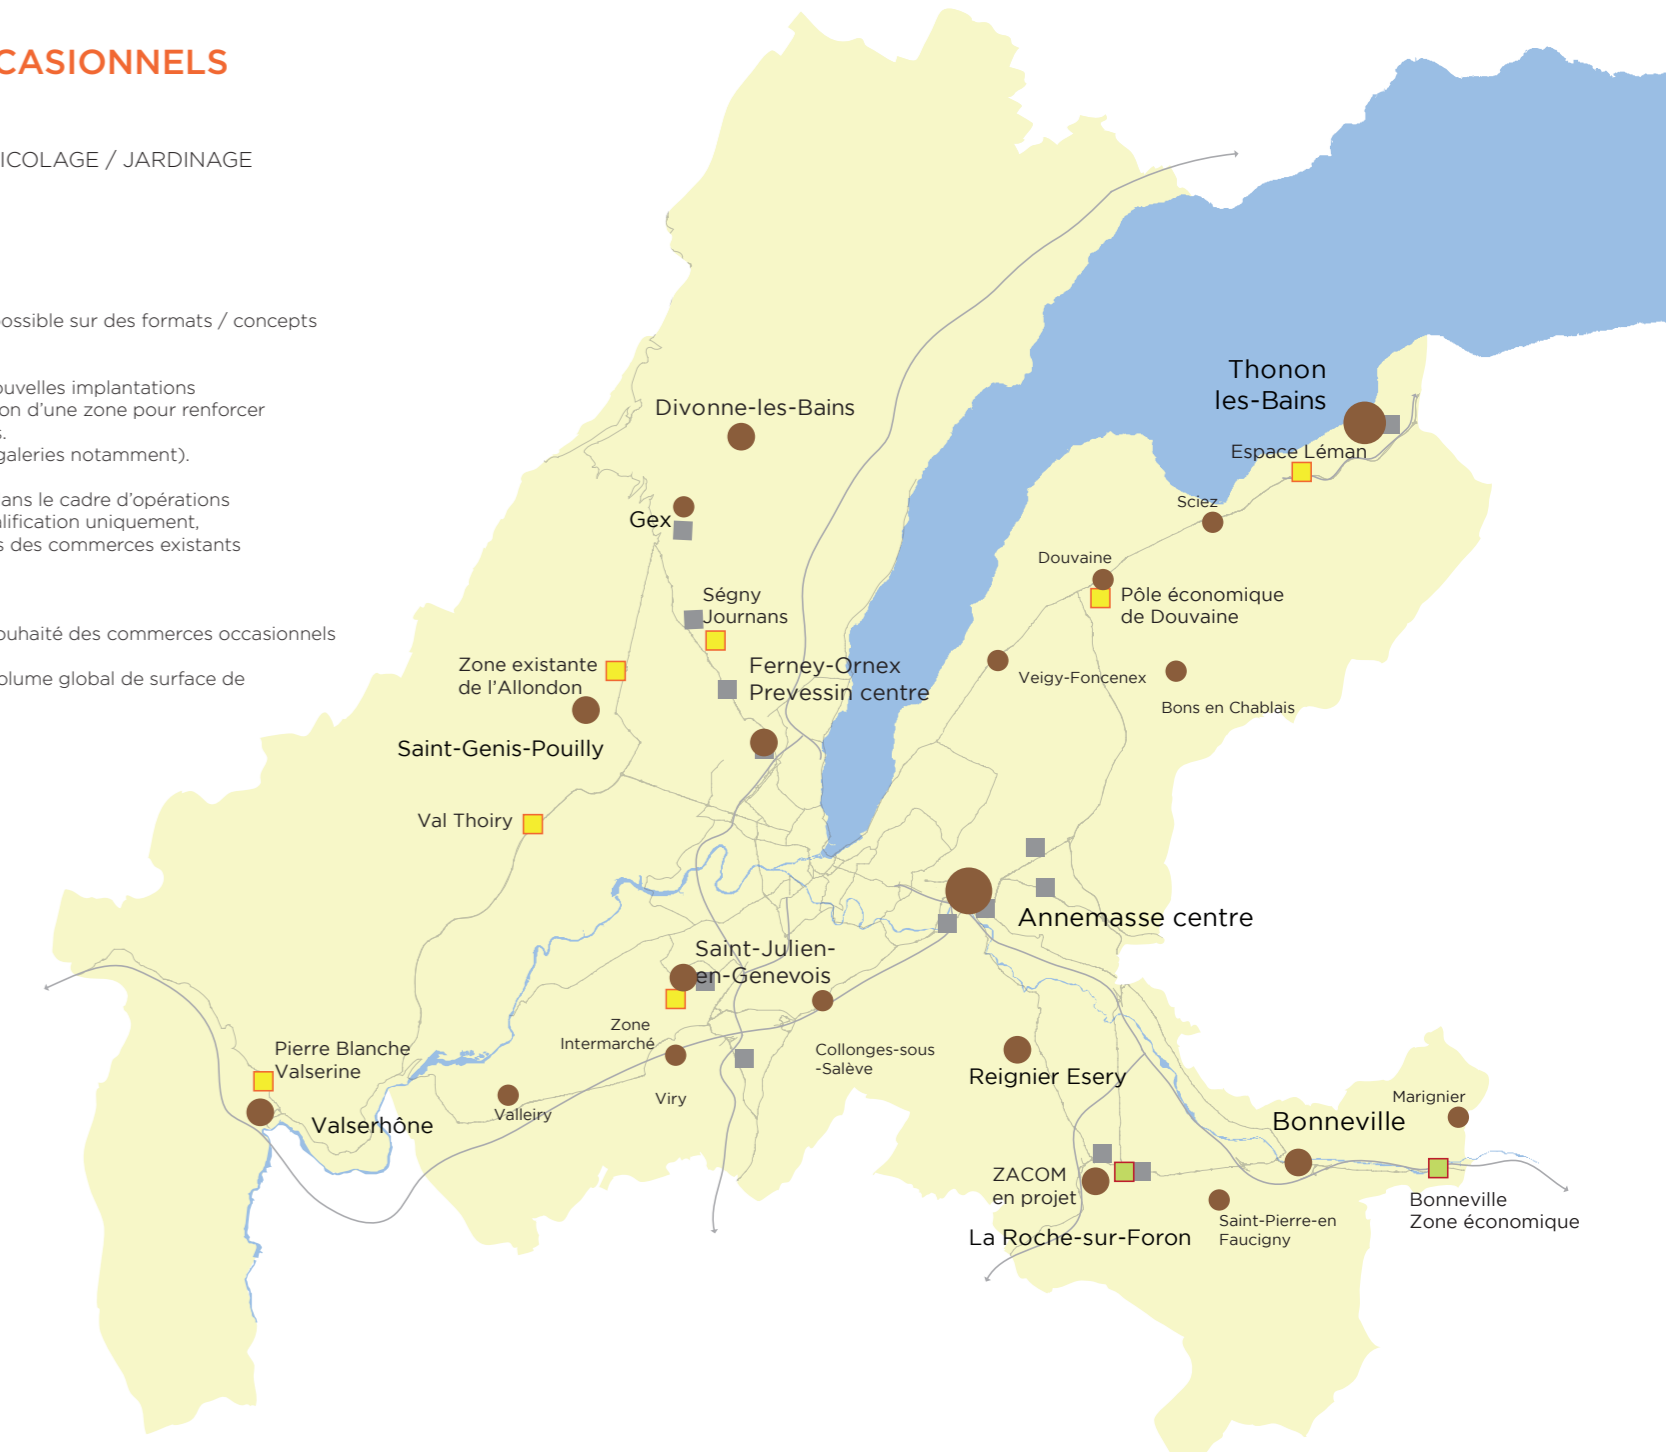 CASIONNELS
ICOLAGE / JARDINAGE
possible sur des formats / concepts
ouvelles implantations
on d'une zone pour renforcer
s.
galeries notamment).
ans le cadre d'opérations
alification uniquement,
s des commerces existants
ouhaité des commerces occasionnels
olume global de surface de
Thonon
les-Bains
Divonne-les-Bains
Espace Léman
Sciez
Gex
Douvaine
Pôle économique
de Douvaine
Ségny
Journans
Zone existante
de l'Allondon
Ferney-Ornex
Prevessin centre
Veigy-Foncenex
Bons en Chablais
Saint-Genis-Pouilly
Val Thoiry
Annemasse centre
Saint-Julien-
en-Genevois
Zone
Intermarché
Collonges-sous
-Salève
Pierre Blanche
Valserine
Reignier Esery
Viry
Valleiry
Valserhône
Marignier
Bonneville
ZACOM
en projet
La Roche-sur-Foron
Saint-Pierre-en
Faucigny
Bonneville
Zone économique